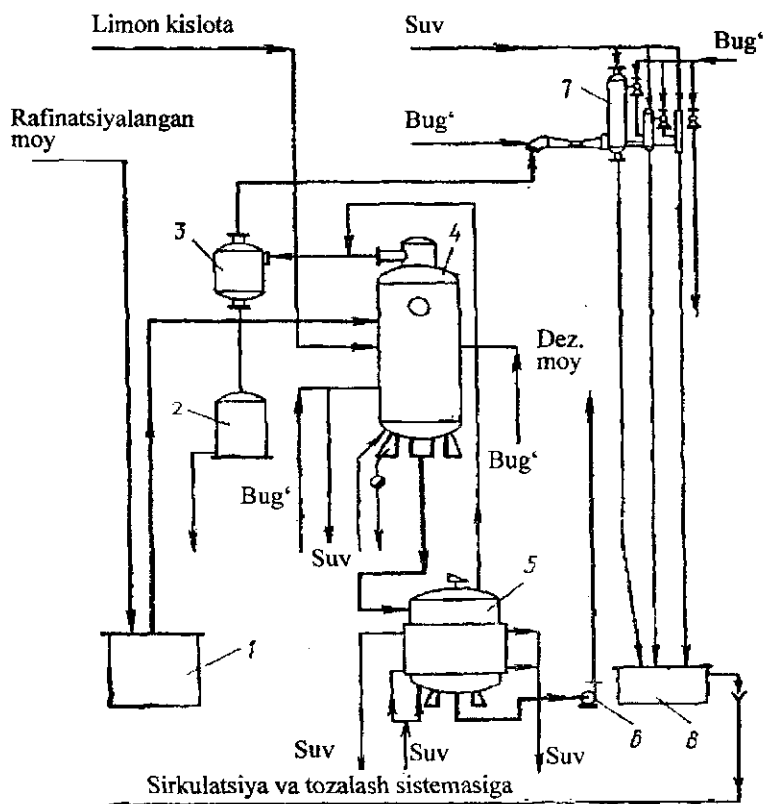 Limon kislota
Suv
Bug‘
7
Rafinatsiyalangan
moy
Bug‘
3
4
Dez.
moy
2
Bug‘
Bug‘
Suv
5
1
6
8
Suv
Suv
Suv
Sirkulatsiya va tozalash sistemasiga